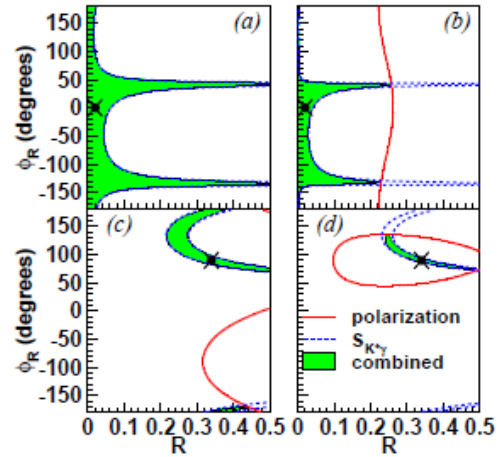 (a) (b)
φR (degrees)
150
100
50
0
-50
-100
-150
(c) (d)
φR (degrees)
150
100
50
0
-50
-100
-150
polarization
SK*γ
combined
0 0.1 0.2 0.3 0.4 0.5 0 0.1 0.2 0.3 0.4 0.5
R R